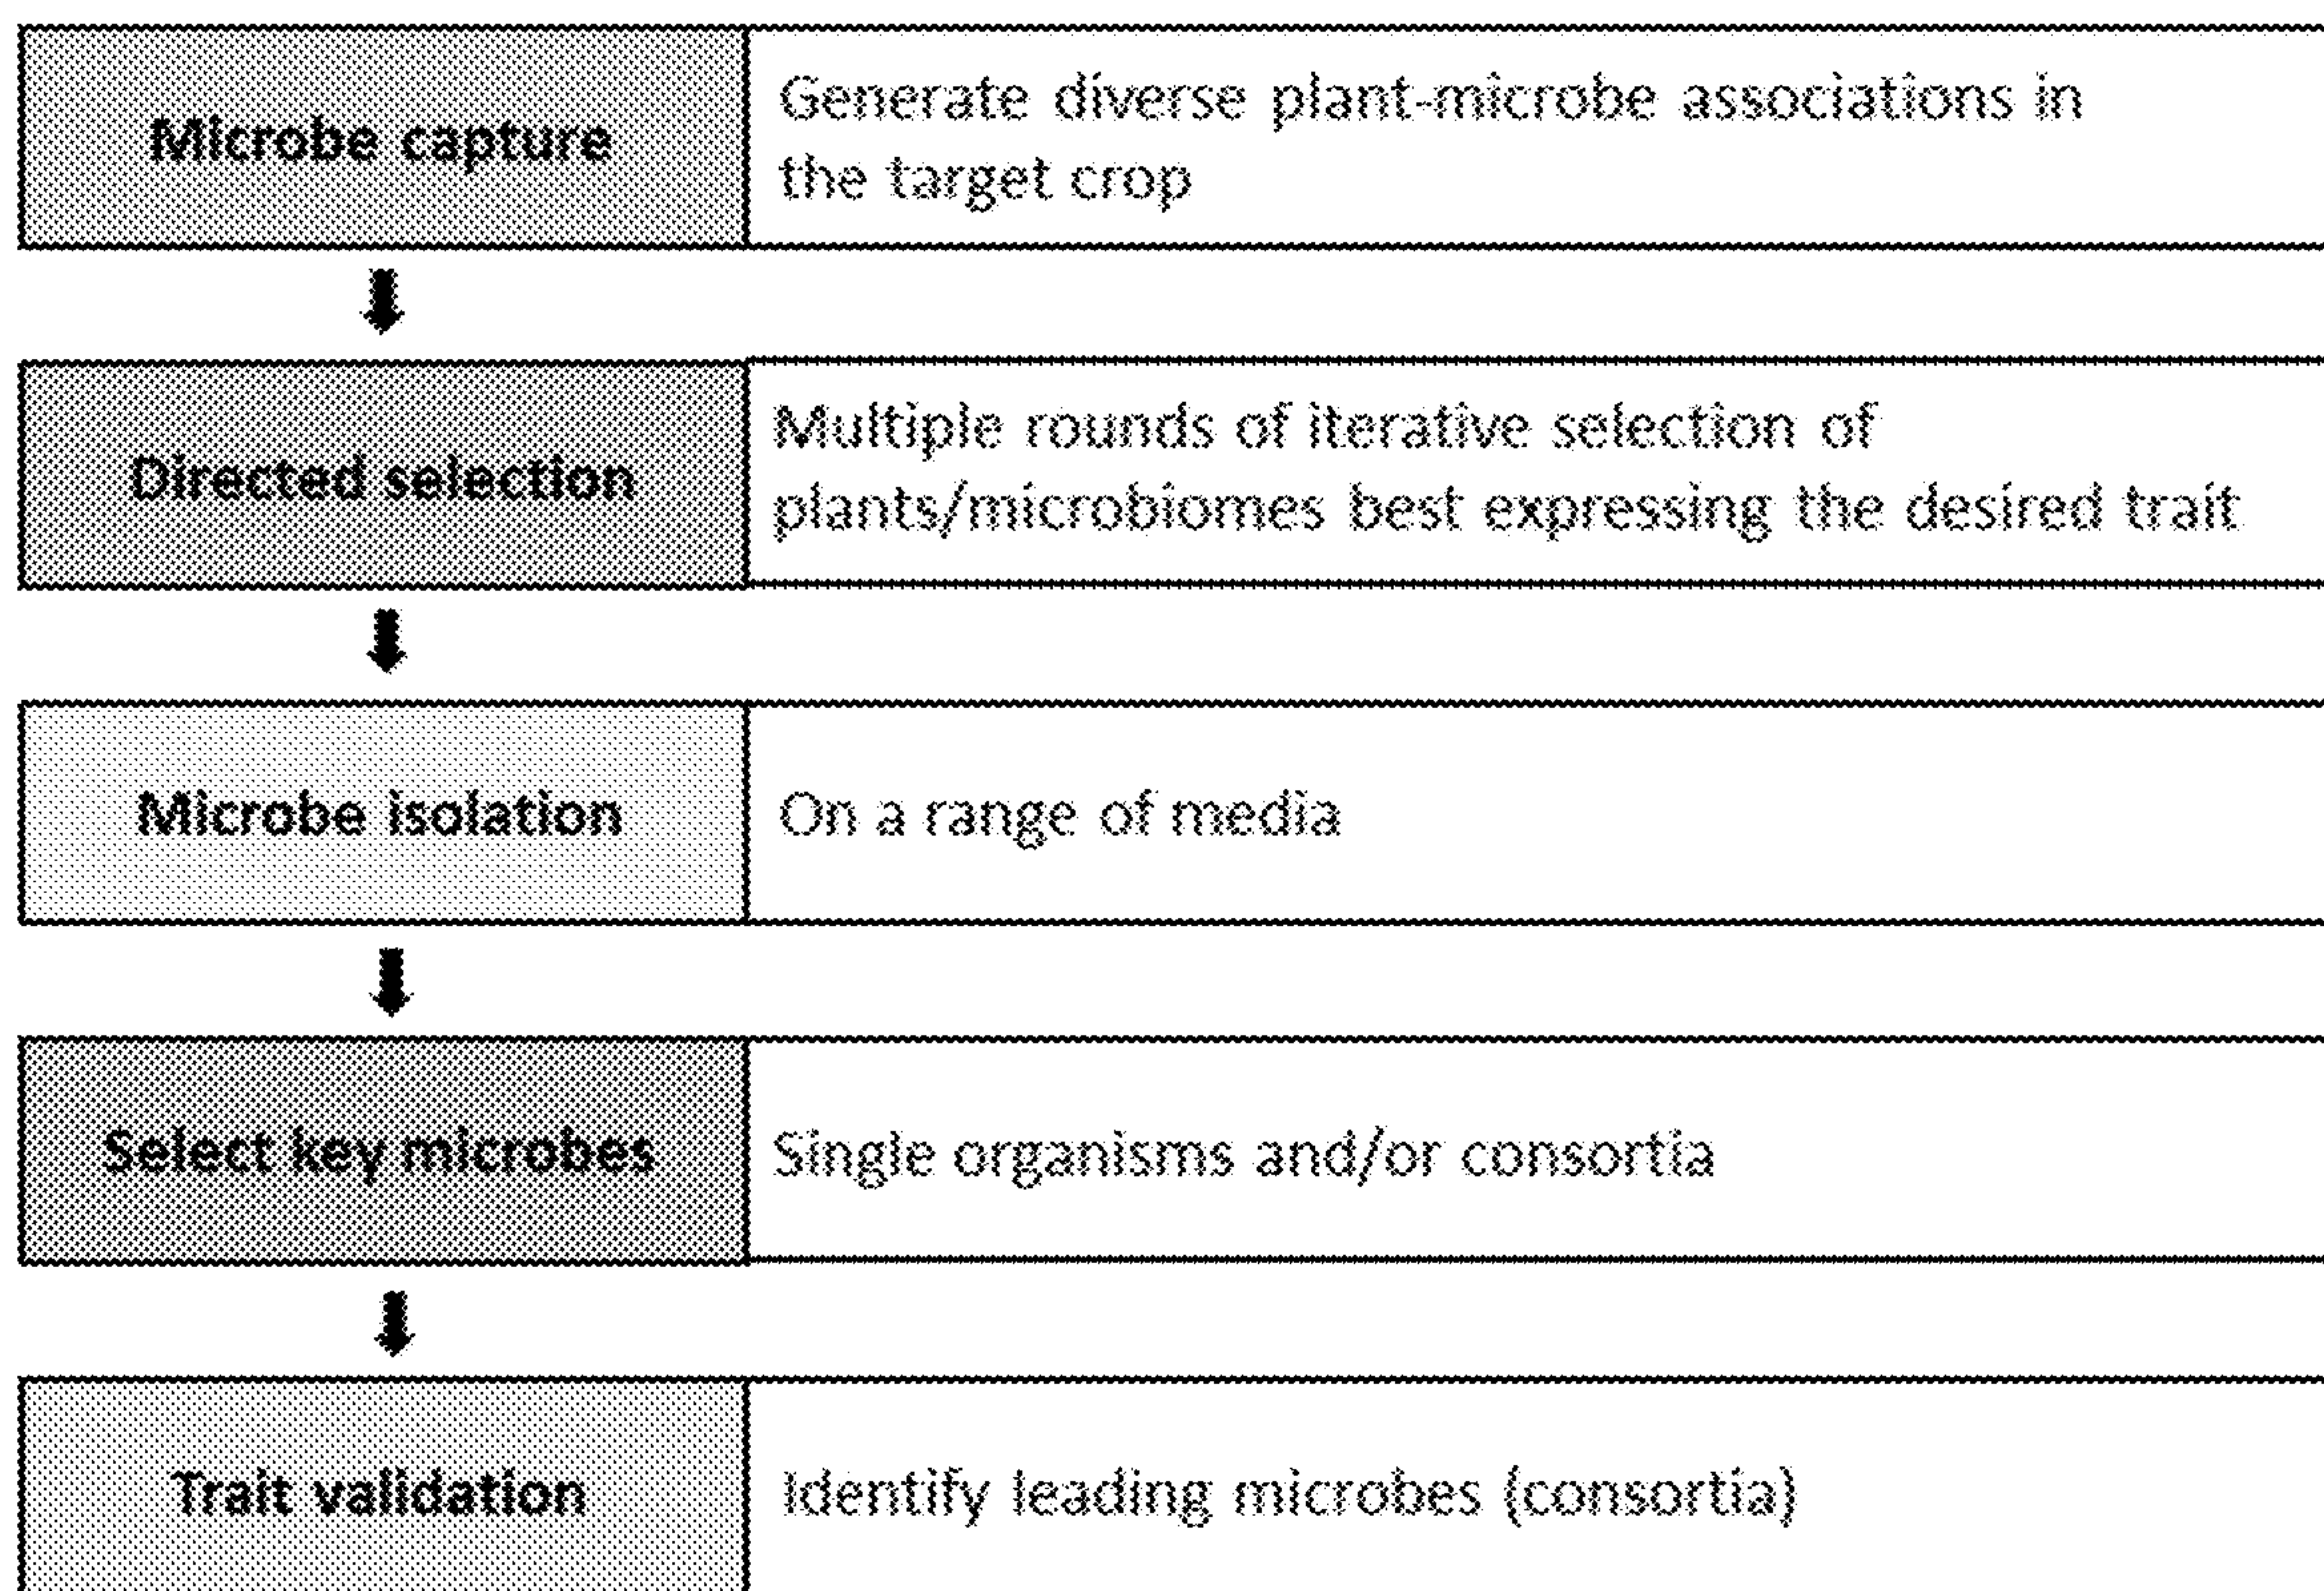 Microbe capture
Generate diverse plant-microbe associations in
the target crop
Directed selection
Multiple rounds of iterative selection of
plants/microbiomes best expressing the desired trait
Microbe isolation
On a range of media
Select key microbes
Single organisms and/or consortia
Trait validation
Identify leading microbes (consortia)